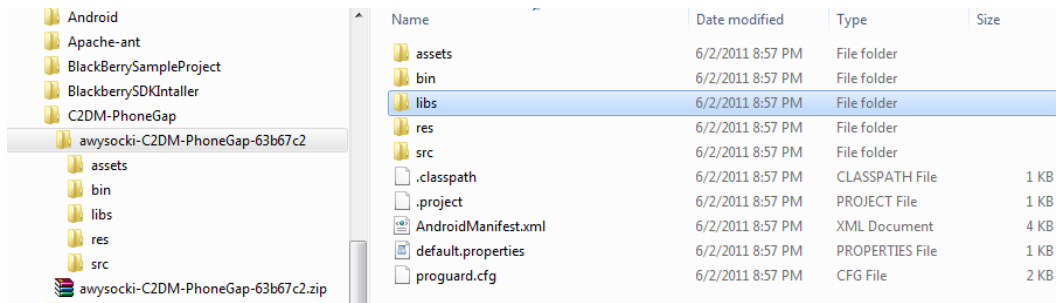 Android
Apache-ant
BlackBerrySampleProject
BlackberrySDKIntaller
C2DM-PhoneGap
awysocki-C2DM-PhoneGap-63b67c2
assets
bin
libs
res
src
awysocki-C2DM-PhoneGap-63b67c2.zip
Name Date modified Type Size
assets 6/2/2011 8:57 PM File folder
bin 6/2/2011 8:57 PM File folder
libs 6/2/2011 8:57 PM File folder
res 6/2/2011 8:57 PM File folder
src 6/2/2011 8:57 PM File folder
.classpath 6/2/2011 8:57 PM CLASSPATH File 1 KB
.project 6/2/2011 8:57 PM PROJECT File 1 KB
AndroidManifest.xml 6/2/2011 8:57 PM XML Document 4 KB
default.properties 6/2/2011 8:57 PM PROPERTIES File 1 KB
proguard.cfg 6/2/2011 8:57 PM CFG File 2 KB